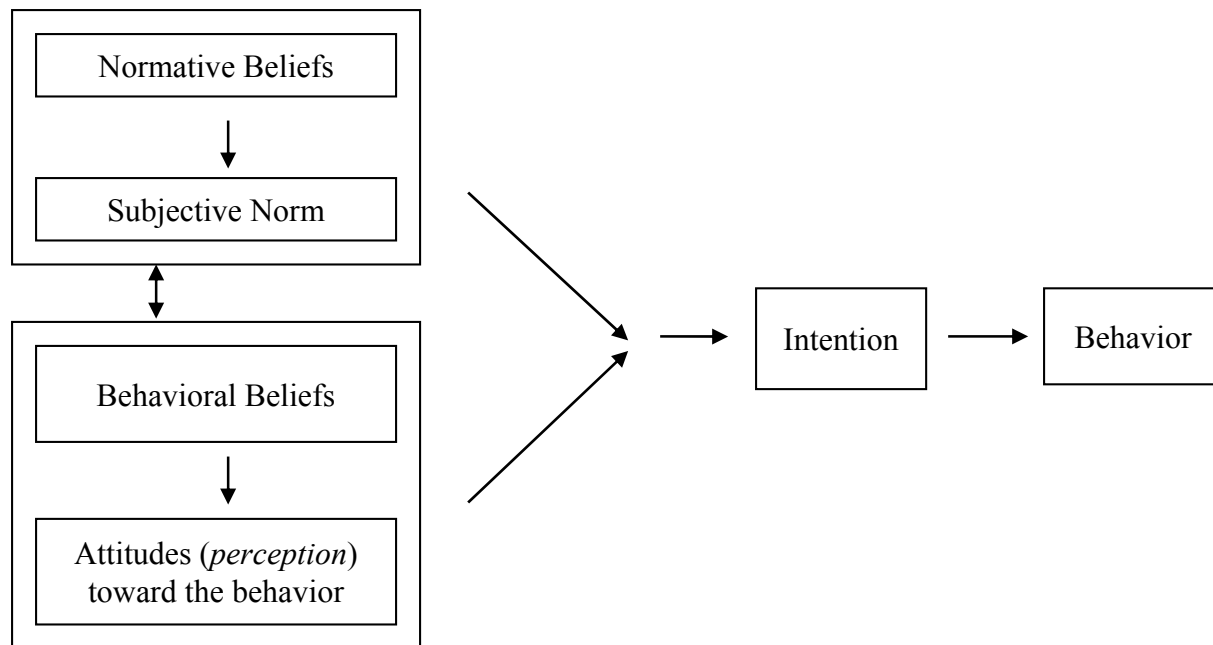 Normative Beliefs
Subjective Norm
Behavioral Beliefs
Attitudes (perception)
toward the behavior
Intention
Behavior